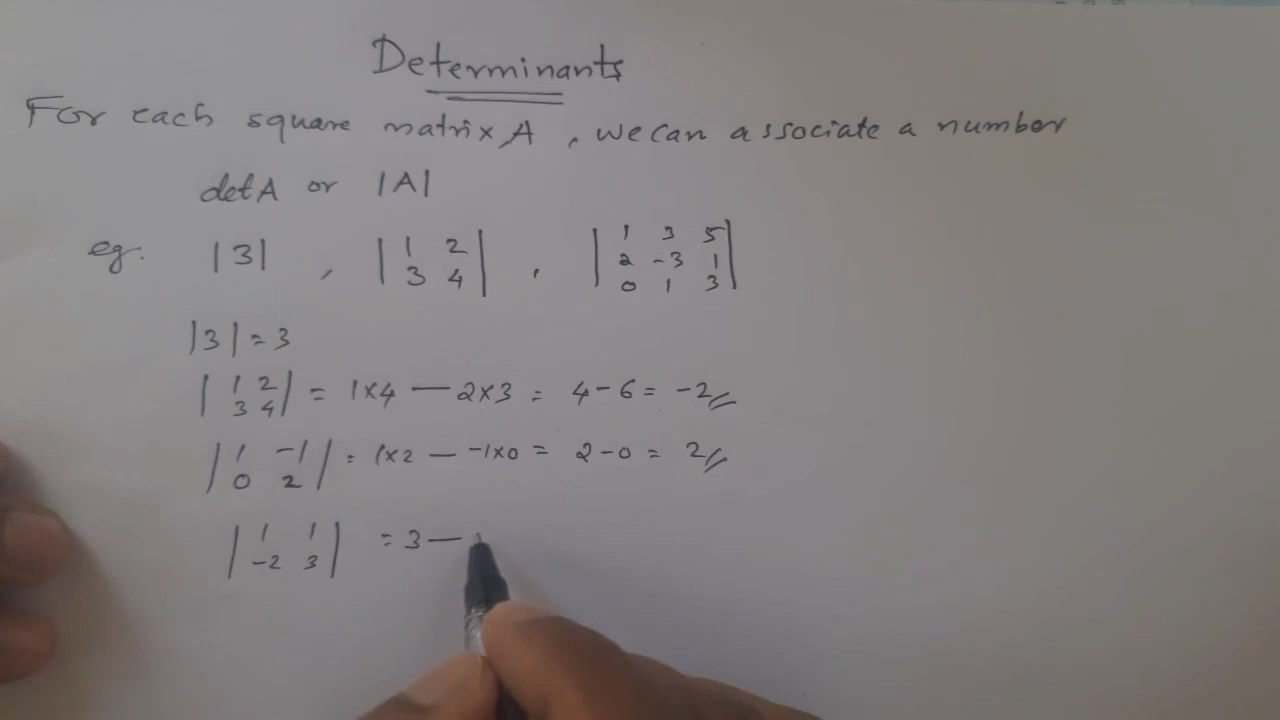 Determinants
For each square matrix A, we can associate a number
det A or |A|
eg. |3| , |1 2| , |1 3 5|
|3 4| |2 -3 1|
|0 1 3|
|3| = 3
|1 2| = 1x4 — 2x3 = 4-6 = -2
|3 4|
|1 -1| = 1x2 — -1x0 = 2-0 = 2
|0 2|
|1 1| = 3 —
|-2 3|